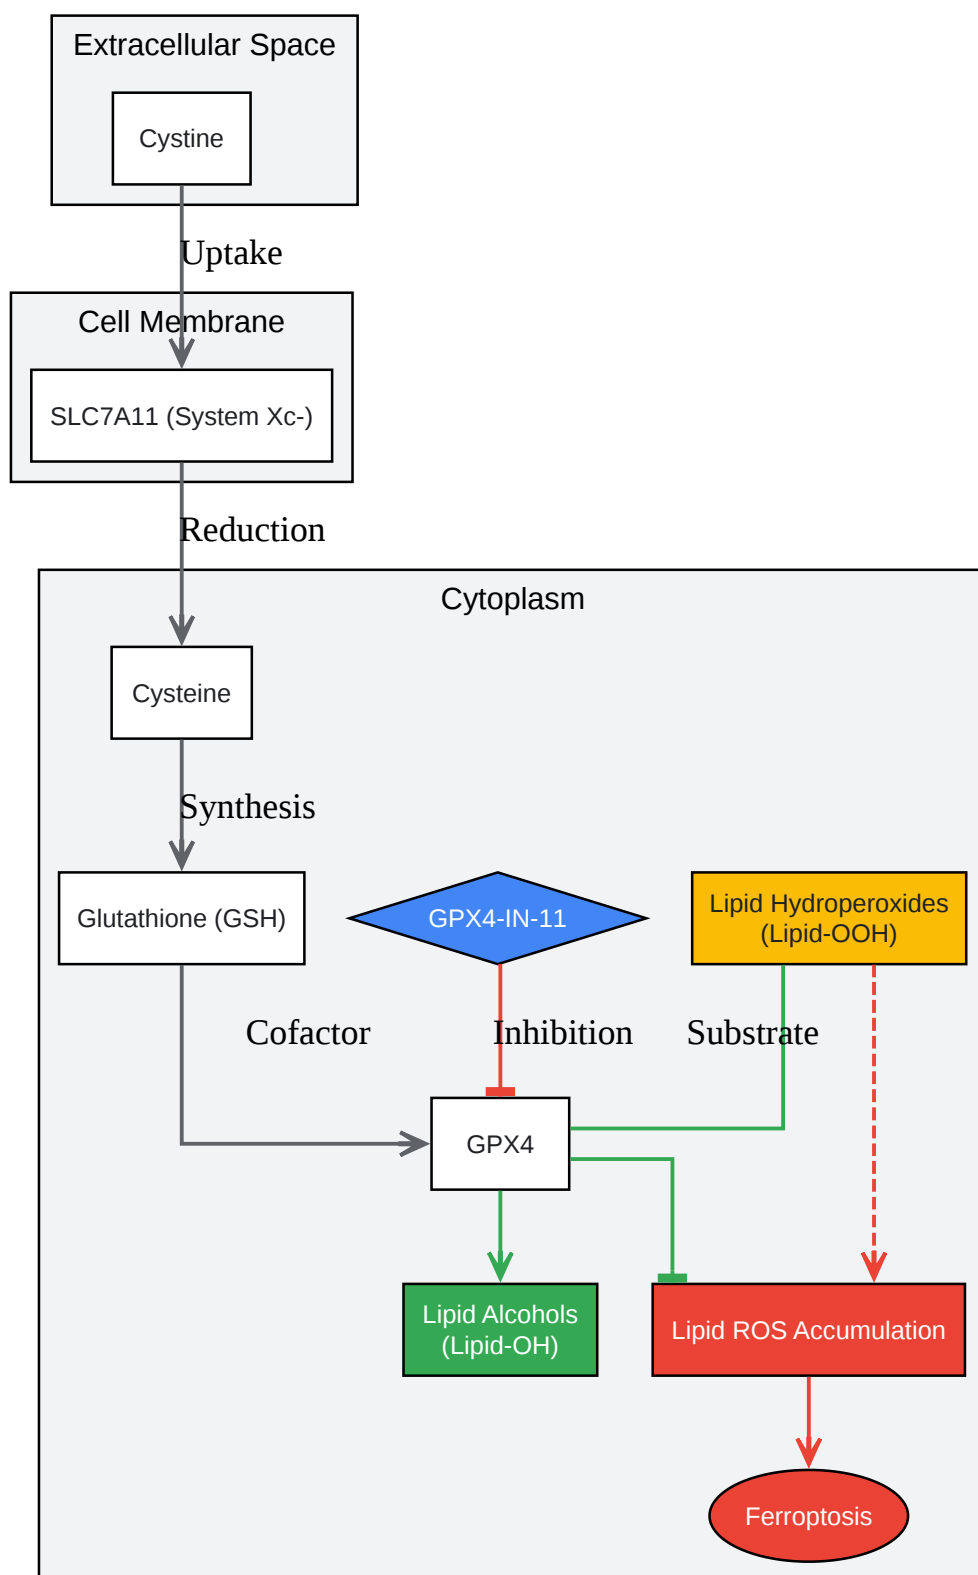 Extracellular Space
Cystine
Uptake
Cell Membrane
SLC7A11 (System Xc-)
Reduction
Cytoplasm
Cysteine
Synthesis
Glutathione (GSH)
GPX4-IN-11
Lipid Hydroperoxides
(Lipid-OOH)
Cofactor
Inhibition
Substrate
GPX4
Lipid Alcohols
(Lipid-OH)
Lipid ROS Accumulation
Ferroptosis